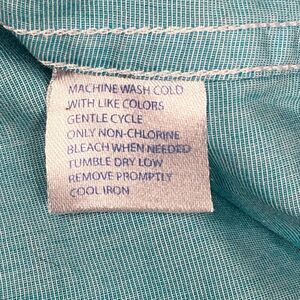 MACHINE WASH COLD
WITH LIKE COLORS
GENTLE CYCLE
ONLY NON-CHLORINE
BLEACH WHEN NEEDED
TUMBLE DRY LOW
REMOVE PROMPTLY
COOL IRON